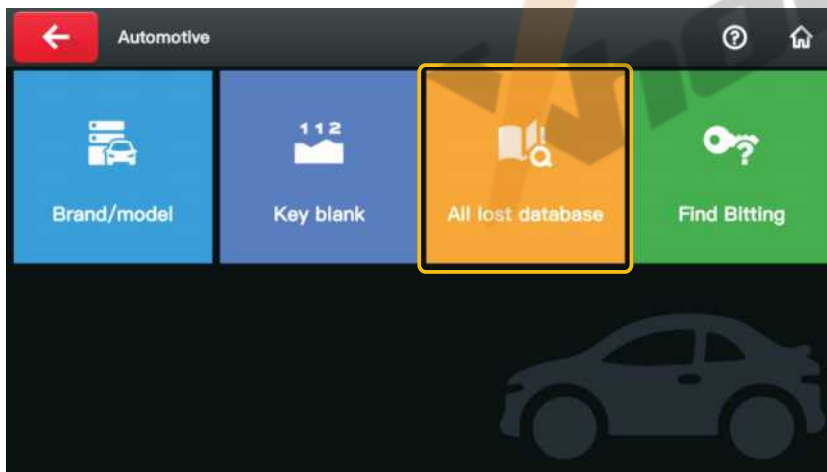 Automotive
112
Brand/model
Key blank
All lost database
Find Bitting